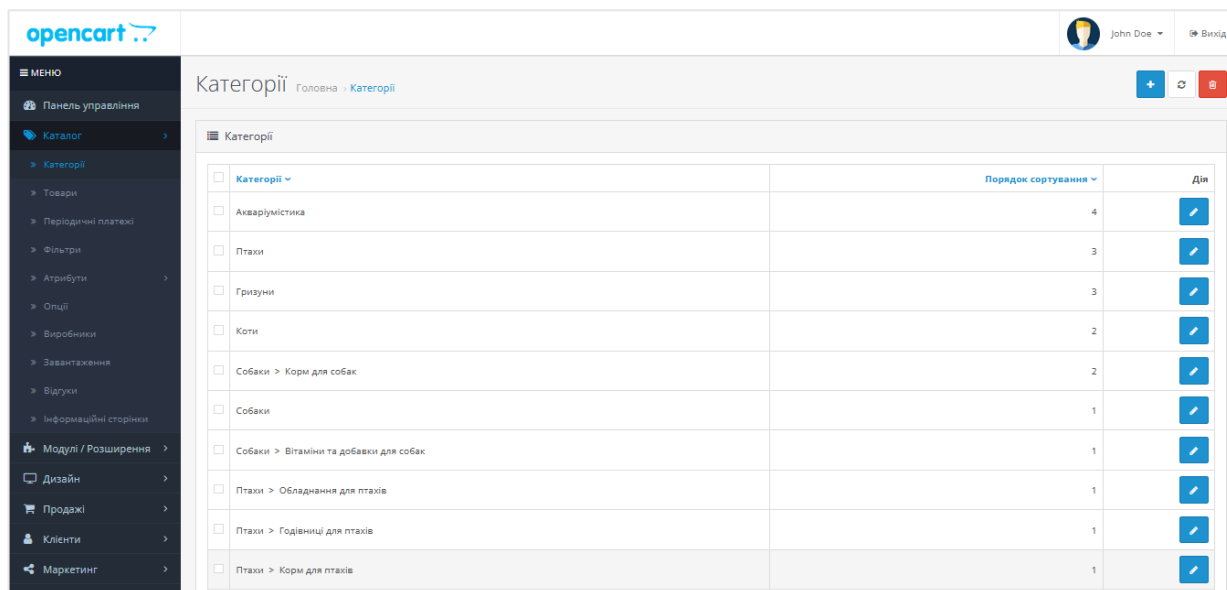 opencart
John Doe
Вихід
МЕНЮ
Категорії Головна › Категорії
Панель управління
Каталог
Категорії
» Категорії
Категорії Порядок сортування Дія
» Товари
Акваріумістика 4
» Періодичні платежі
» Фільтри
Птахи 3
» Атрибути
Гризуни 3
» Опції
» Виробники
Коти 2
» Завантаження
Собаки > Корм для собак 2
» Відгуки
Собаки 1
» Інформаційні сторінки
Модулі / Розширення
Собаки > Вітаміни та добавки для собак 1
Дизайн
Птахи > Обладнання для птахів 1
Продажі
Птахи > Годівниці для птахів 1
Клієнти
Маркетинг
Птахи > Корм для птахів 1